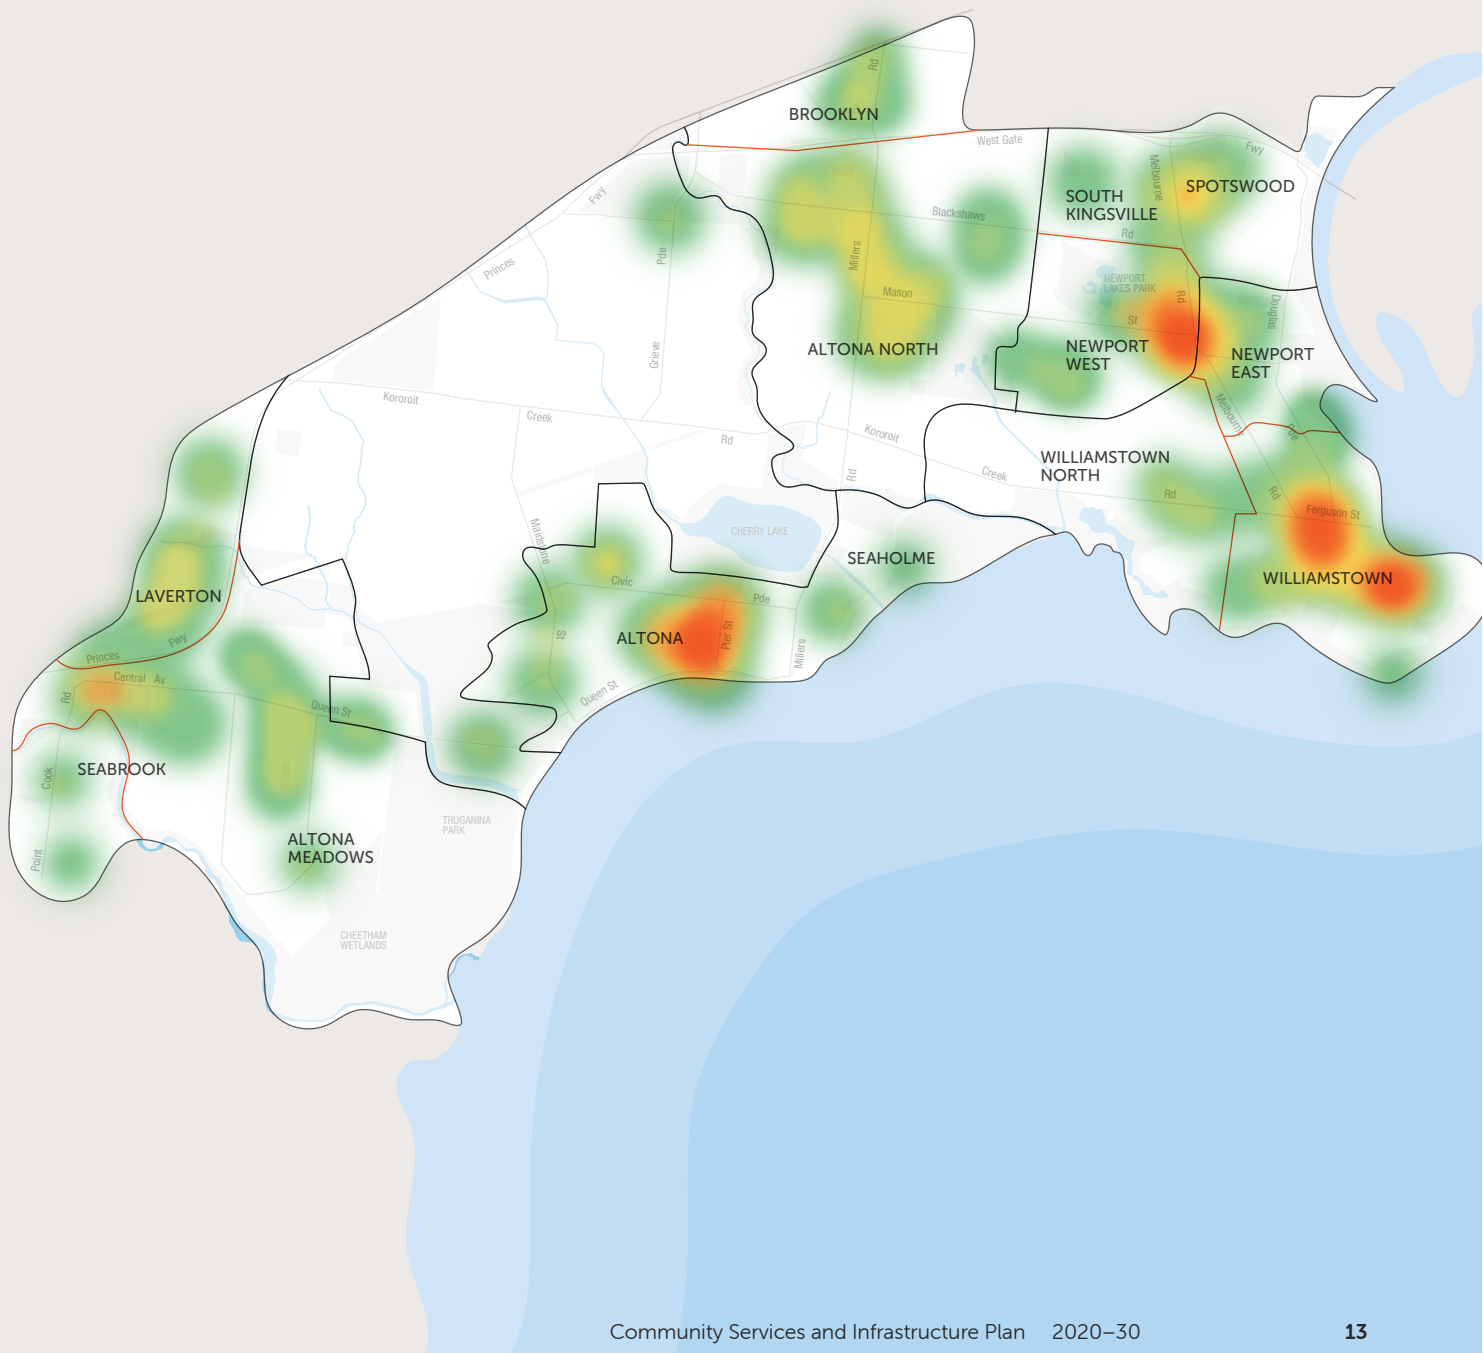 Rd
BROOKLYN
West Gate
Fwy
Melbourne
SPOTSWOOD
SOUTH
KINGSVILLE
Fwy
Blackshaws
Rd
Pde
Millers
Princes
NEWPORT
LAKES PARK
Mason
Rd
Douglas
St
ALTONA NORTH
NEWPORT
WEST
NEWPORT
EAST
Grieve
Kororoit
Creek
Rd
Kororoit
Melbourne
Pde
Creek
Rd
WILLIAMSTOWN
NORTH
Rd
Rd
Ferguson St
Maidstone
CHERRY LAKE
SEAHOLME
Civic
Pde
WILLIAMSTOWN
LAVERTON
ALTONA
Pier St
St
Millers
Fwy
Princes
Central Av
Rd
Queen St
Queen St
SEABROOK
Cook
TRUGANINA
PARK
ALTONA
MEADOWS
Point
CHEETHAM
WETLANDS
Community Services and Infrastructure Plan 2020–30 13